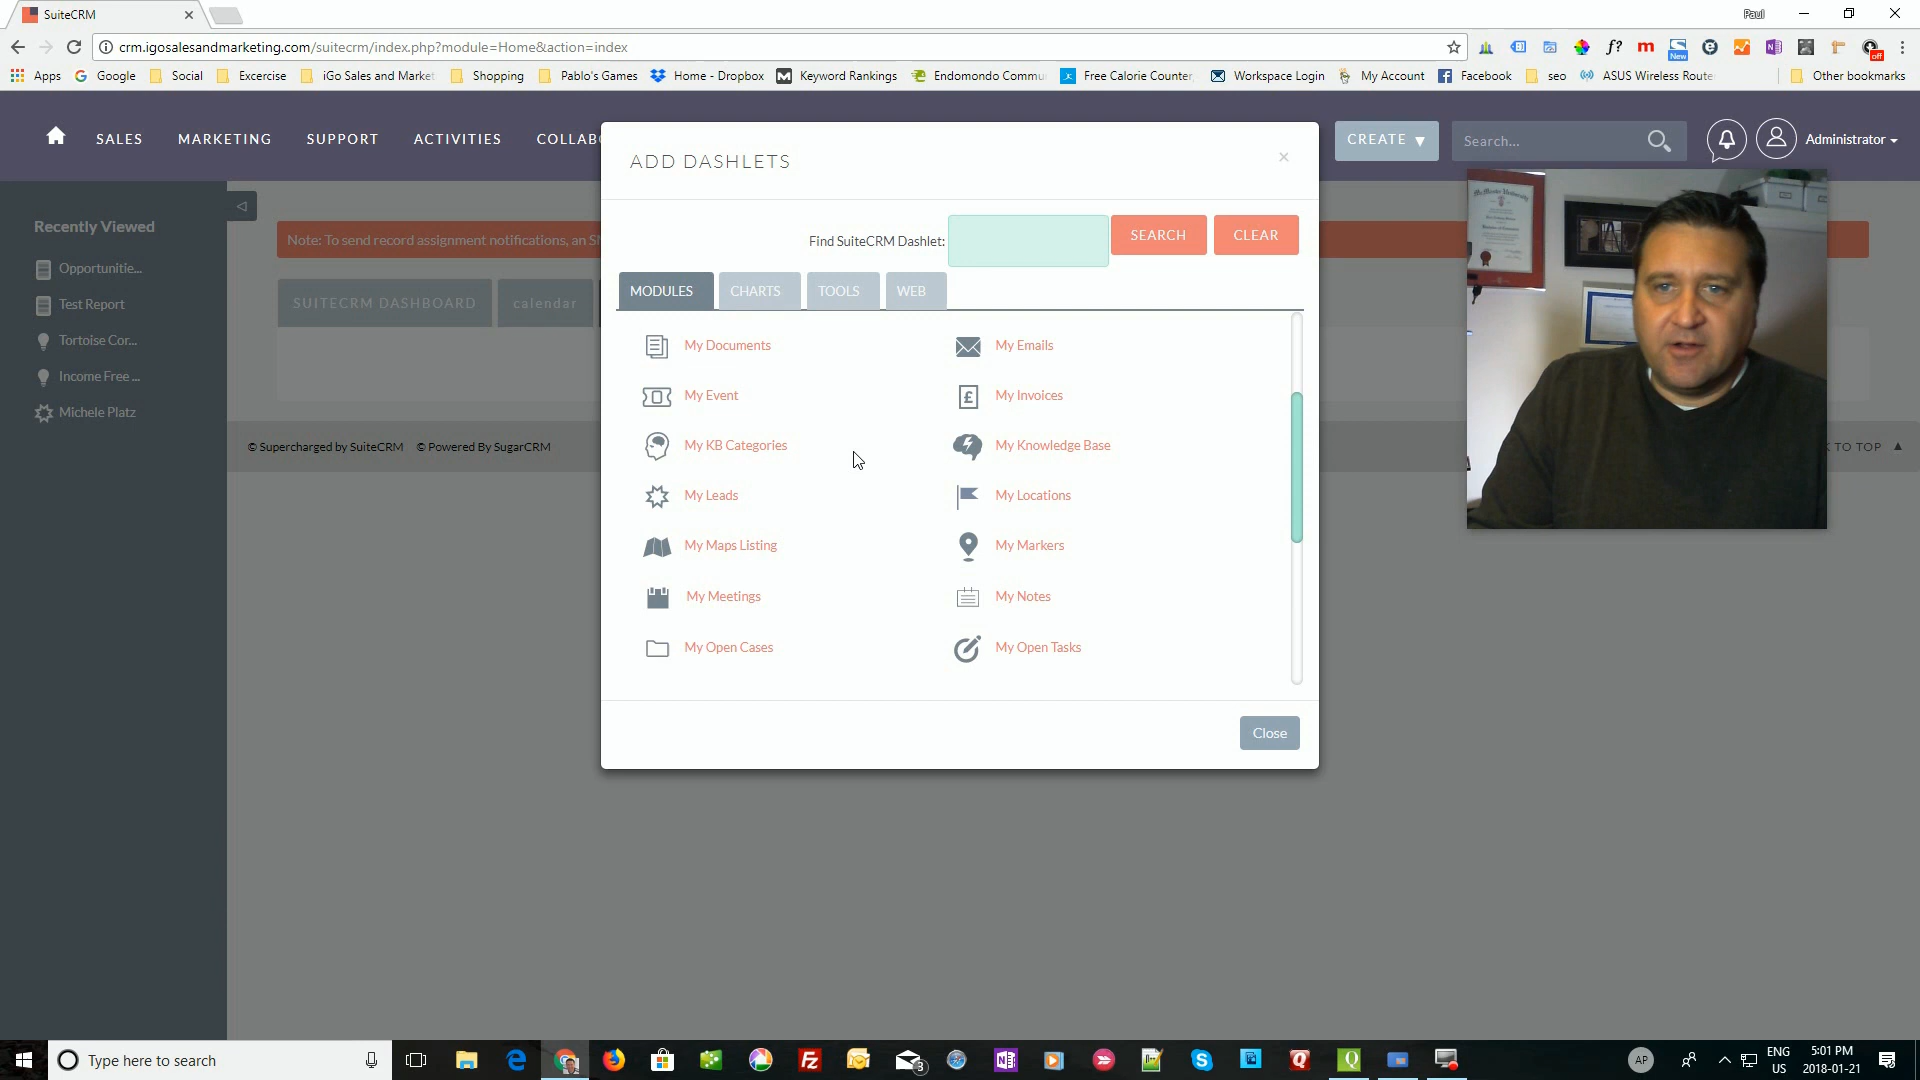 SuiteCRM
Paul
crm.igosalesandmarketing.com/suitecrm/index.php?module=Home&action=index
Apps Google Social Excercise iGo Sales and Market Shopping Pablo's Games Home - Dropbox Keyword Rankings Endomondo Commu Free Calorie Counter Workspace Login My Account Facebook seo ASUS Wireless Route Other bookmarks
SALES MARKETING SUPPORT ACTIVITIES COLLAB CREATE ▼ Search... Administrator
ADD DASHLETS ×
Recently Viewed
Opportunitie...
Test Report
Tortoise Cor...
Income Free ...
Michele Platz
Note: To send record assignment notifications, an S
SUITECRM DASHBOARD calendar
Find SuiteCRM Dashlet: SEARCH CLEAR
MODULES CHARTS TOOLS WEB
My Documents My Emails
My Event My Invoices
My KB Categories My Knowledge Base
My Leads My Locations
My Maps Listing My Markers
My Meetings My Notes
My Open Cases My Open Tasks
Close
© Supercharged by SuiteCRM © Powered By SugarCRM
K TO TOP ▲
Type here to search
3
AP
ENG
US
5:01 PM
2018-01-21